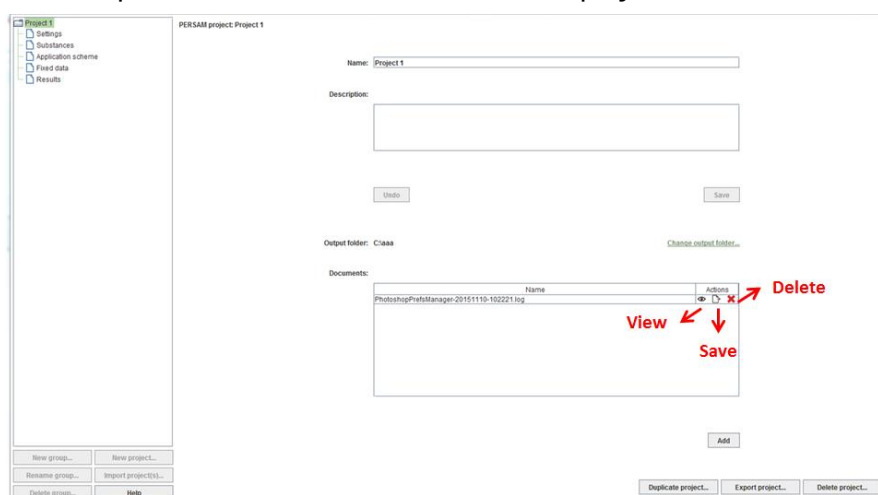 Project 1
Settings
Substances
Application scheme
Fixed data
Results
PERSAM project: Project 1
Name: Project 1
Description:
Undo
Save
Output folder: C:\aaa
Change output folder...
Documents:
Name Actions
PhotoshopPrefsManager-20151110-102221.log
Delete
View
Save
Add
New group... New project...
Rename group... Import project(s)...
Delete group... Help
Duplicate project... Export project... Delete project...